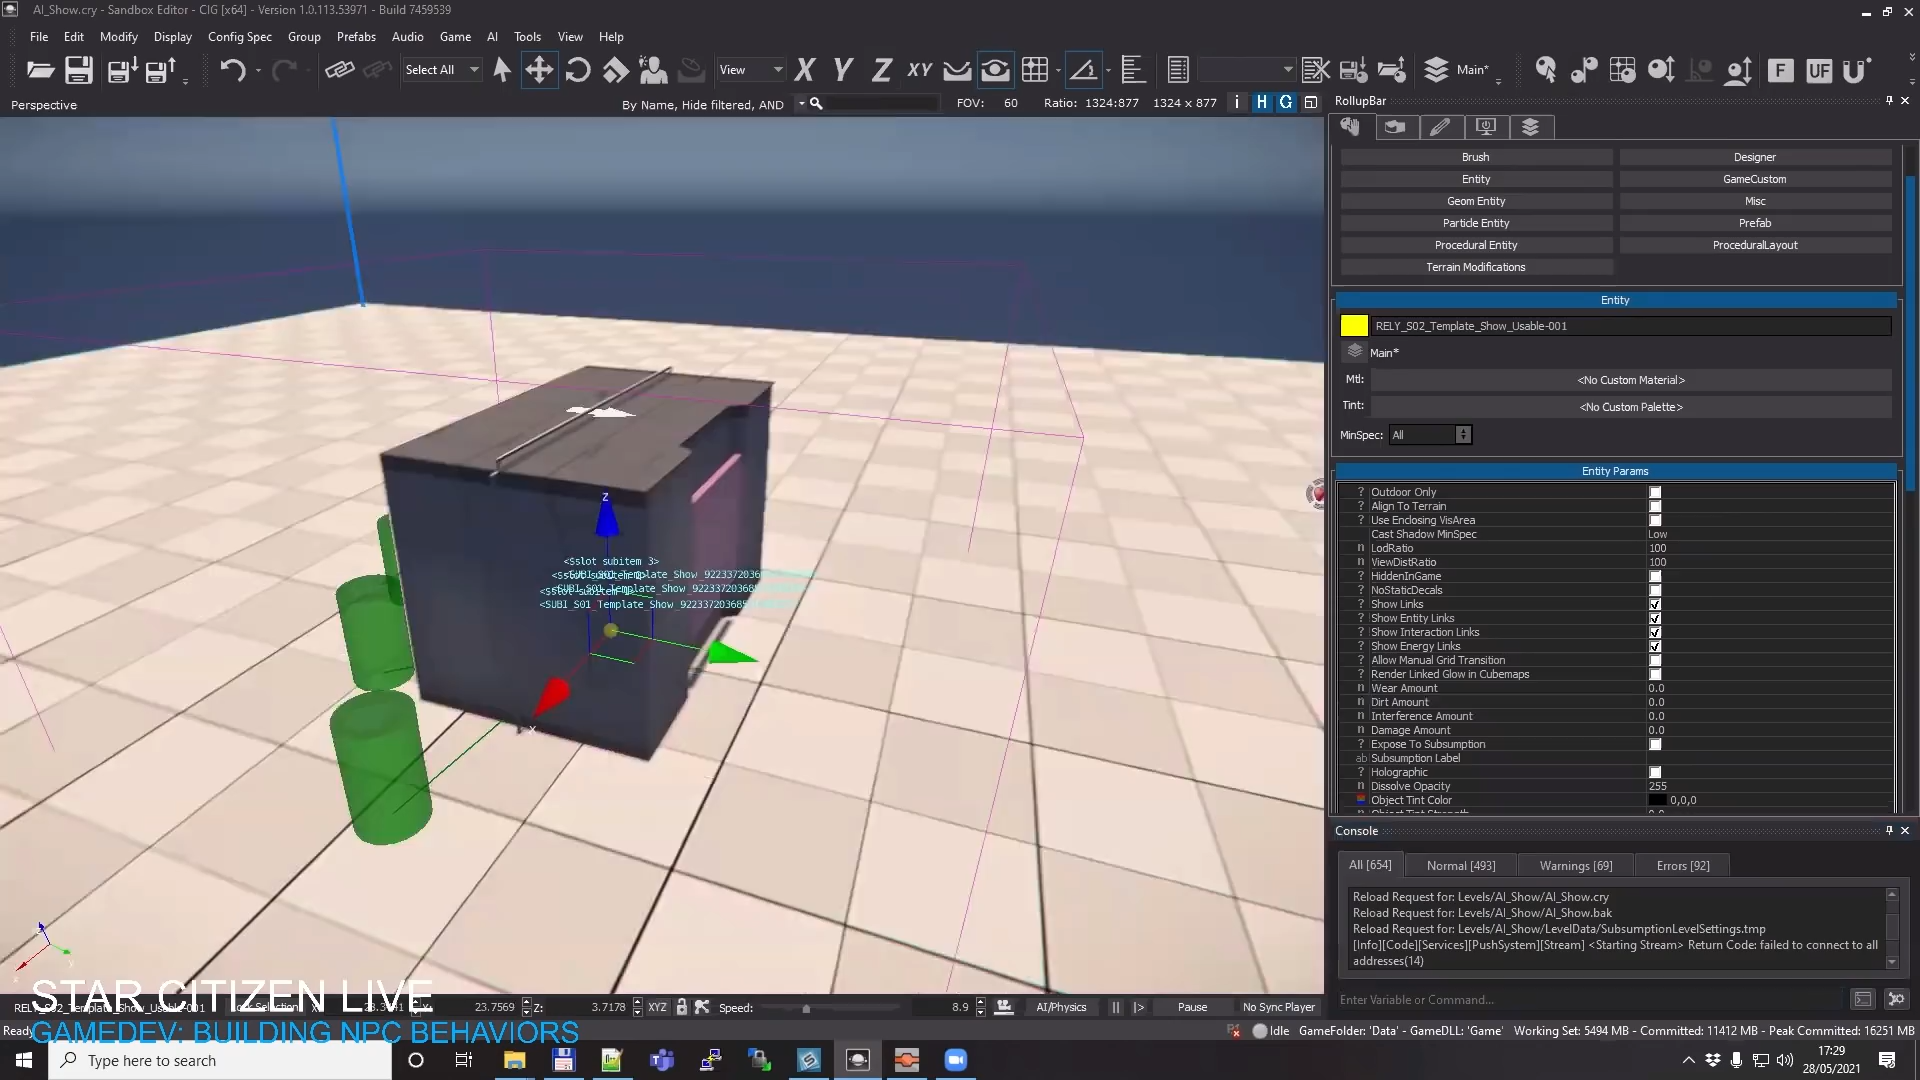 AI_Show.cry - Sandbox Editor - CIG [x64] - Version 1.0.113.53971 - Build 7459539
File Edit Modify Display Config Spec Group Prefabs Audio Game AI Tools View Help
Select All View X Y Z XY Main* F UF
Perspective By Name, Hide filtered, AND FOV: 60 Ratio: 1324:877 1324 x 877 i H G
RollupBar
Brush Designer
Entity GameCustom
Geom Entity Misc
Particle Entity Prefab
Procedural Entity ProceduralLayout
Terrain Modifications
Entity
RELY_S02_Template_Show_Usable-001
Main*
Mtl: <No Custom Material>
Tint: <No Custom Palette>
MinSpec: All
Entity Params
? Outdoor Only
? Align To Terrain
? Use Enclosing VisArea
Cast Shadow MinSpec Low
n LodRatio 100
n ViewDistRatio 100
? HiddenInGame
? NoStaticDecals
? Show Links
? Show Entity Links
? Show Interaction Links
? Show Energy Links
? Allow Manual Grid Transition
? Render Linked Glow in Cubemaps
n Wear Amount 0.0
n Dirt Amount 0.0
n Interference Amount 0.0
n Damage Amount 0.0
? Expose To Subsumption
ab Subsumption Label
? Holographic
n Dissolve Opacity 255
Object Tint Color 0,0,0
z
<Sslot subitem 3>
<SUBI_S01_Template_Show_9223372036
x
Console
All [654] Normal [493] Warnings [69] Errors [92]
Reload Request for: Levels/AI_Show/AI_Show.cry
Reload Request for: Levels/AI_Show/AI_Show.bak
Reload Request for: Levels/AI_Show/LevelData/SubsumptionLevelSettings.tmp
[Info][Code][Services][PushSystem][Stream] <Starting Stream> Return Code: failed to connect to all
addresses(14)
Enter Variable or Command...
STAR CITIZEN LIVE
GAMEDEV: BUILDING NPC BEHAVIORS
23.7569 Z: 3.7178 XYZ Speed: 8.9 AI/Physics Pause No Sync Player
Idle GameFolder: 'Data' - GameDLL: 'Game' Working Set: 5494 MB - Committed: 11412 MB - Peak Committed: 16251 MB
Type here to search
17:29
28/05/2021